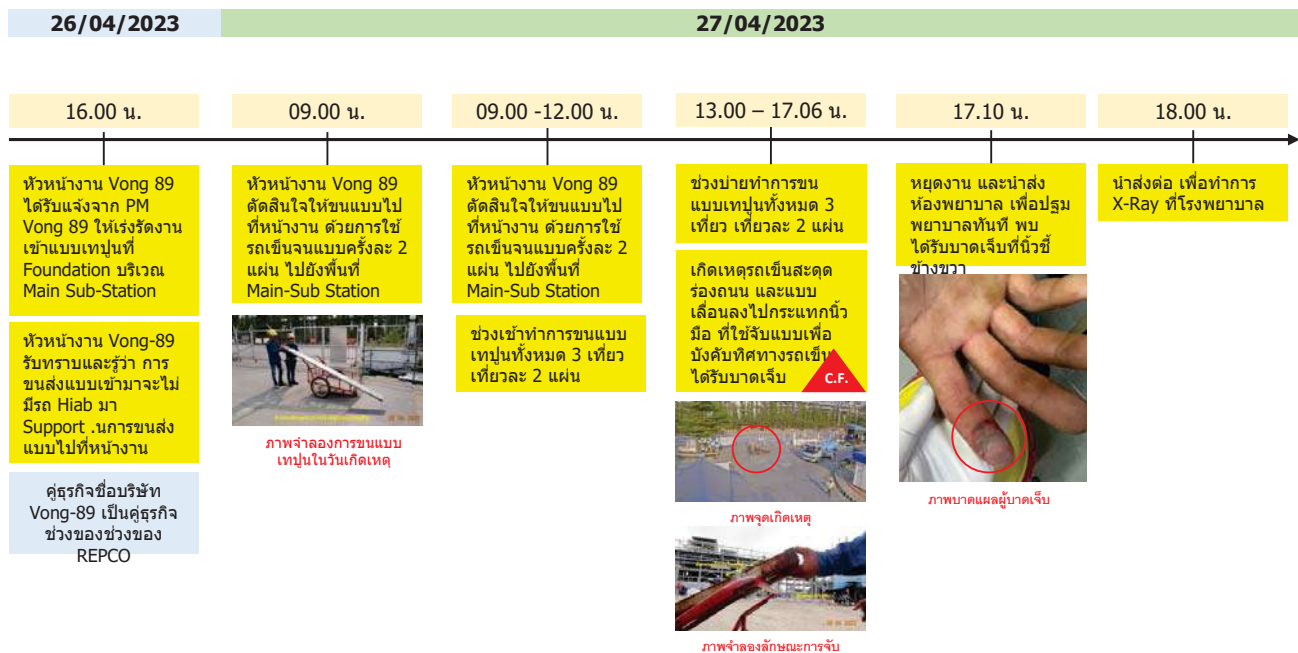 26/04/2023
27/04/2023
16.00 น.
09.00 น.
09.00 -12.00 น.
13.00 – 17.06 น.
17.10 น.
18.00 น.
หัวหน้างาน Vong 89
ได้รับแจ้งจาก PM
Vong 89 ให้เร่งรัดงาน
เข้าแบบเทปูนที่
Foundation บริเวณ
Main Sub-Station
หัวหน้างาน Vong-89
รับทราบและรู้ว่า การ
ขนส่งแบบเข้ามาจะไม่
มีรถ Hiab มา
Support .นการขนส่ง
แบบไปที่หน้างาน
คู่ธุรกิจชื่อบริษัท
Vong-89 เป็นคู่ธุรกิจ
ช่วงของช่วงของ
REPCO
หัวหน้างาน Vong 89
ตัดสินใจให้ขนแบบไป
ที่หน้างาน ด้วยการใช้
รถเข็นจนแบบครั้งละ 2
แผ่น ไปยังพื้นที่
Main-Sub Station
ภาพจำลองการขนแบบ
เทปูนในวันเกิดเหตุ
หัวหน้างาน Vong 89
ตัดสินใจให้ขนแบบไป
ที่หน้างาน ด้วยการใช้
รถเข็นจนแบบครั้งละ 2
แผ่น ไปยังพื้นที่
Main-Sub Station
ช่วงเช้าทำการขนแบบ
เทปูนทั้งหมด 3 เที่ยว
เที่ยวละ 2 แผ่น
ช่วงบ่ายทำการขน
แบบเทปูนทั้งหมด 3
เที่ยว เที่ยวละ 2 แผ่น
เกิดเหตุรถเข็นสะดุด
ร่องถนน และแบบ
เลื่อนลงไปกระแทกนิ้ว
มือ ที่ใช้จับแบบเพื่อ
บังคับทิศทางรถเข็น
ได้รับบาดเจ็บ
C.F.
ภาพจุดเกิดเหตุ
ภาพจำลองลักษณะการจับ
หยุดงาน และนำส่ง
ห้องพยาบาล เพื่อปฐม
พยาบาลทันที พบ
ได้รับบาดเจ็บที่นิ้วชี้
ข้างขวา
ภาพบาดแผลผู้บาดเจ็บ
นำส่งต่อ เพื่อทำการ
X-Ray ที่โรงพยาบาล